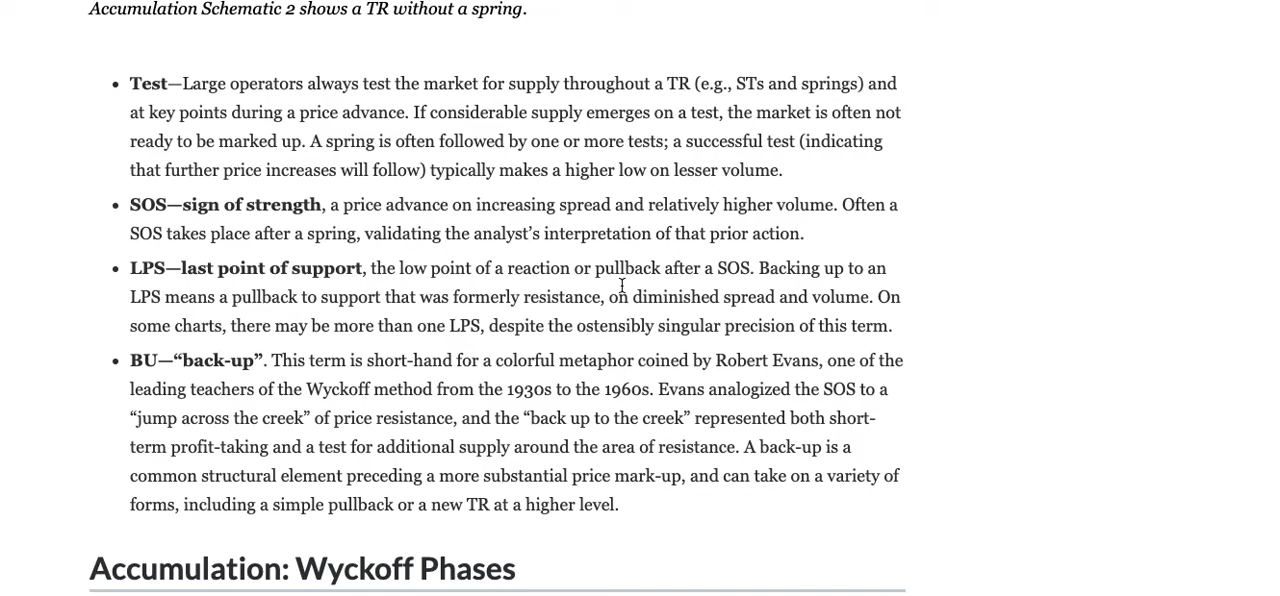 Accumulation Schematic 2 shows a TR without a spring.
• Test—Large operators always test the market for supply throughout a TR (e.g., STs and springs) and
at key points during a price advance. If considerable supply emerges on a test, the market is often not
ready to be marked up. A spring is often followed by one or more tests; a successful test (indicating
that further price increases will follow) typically makes a higher low on lesser volume.
• SOS—sign of strength, a price advance on increasing spread and relatively higher volume. Often a
SOS takes place after a spring, validating the analyst’s interpretation of that prior action.
• LPS—last point of support, the low point of a reaction or pullback after a SOS. Backing up to an
LPS means a pullback to support that was formerly resistance, on diminished spread and volume. On
some charts, there may be more than one LPS, despite the ostensibly singular precision of this term.
• BU—“back-up”. This term is short-hand for a colorful metaphor coined by Robert Evans, one of the
leading teachers of the Wyckoff method from the 1930s to the 1960s. Evans analogized the SOS to a
“jump across the creek” of price resistance, and the “back up to the creek” represented both short-
term profit-taking and a test for additional supply around the area of resistance. A back-up is a
common structural element preceding a more substantial price mark-up, and can take on a variety of
forms, including a simple pullback or a new TR at a higher level.
Accumulation: Wyckoff Phases